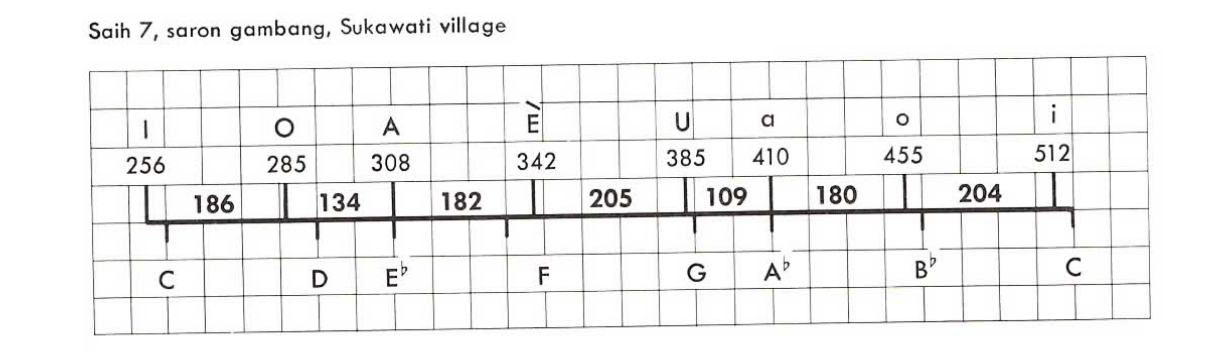 Saih 7, saron gambang, Sukawati village
I O A È U a o i
256 285 308 342 385 410 455 512
186 134 182 205 109 180 204
C D E♭ F G A♭ B♭ C